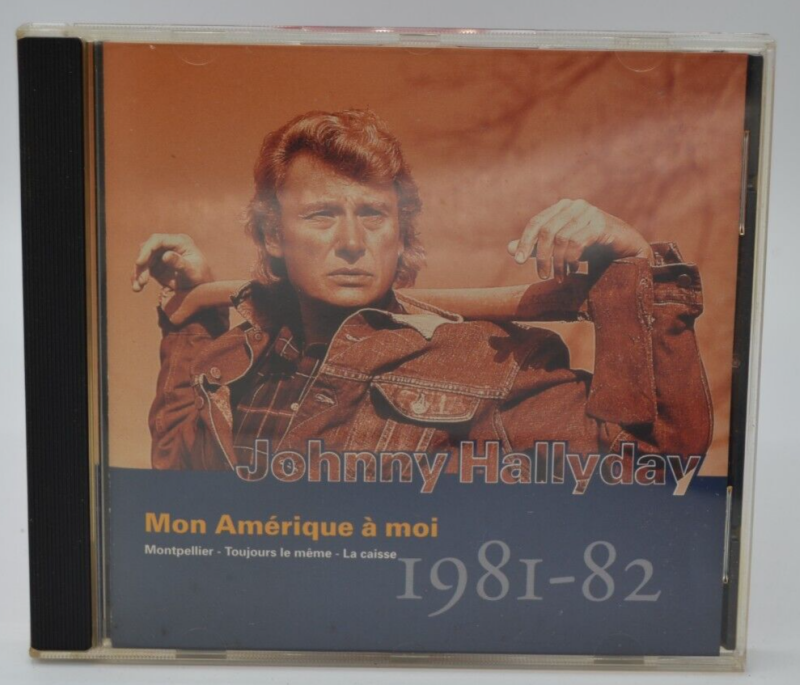 Johnny Hallyday
Mon Amérique à moi
Montpellier - Toujours le même - La caisse
1981-82